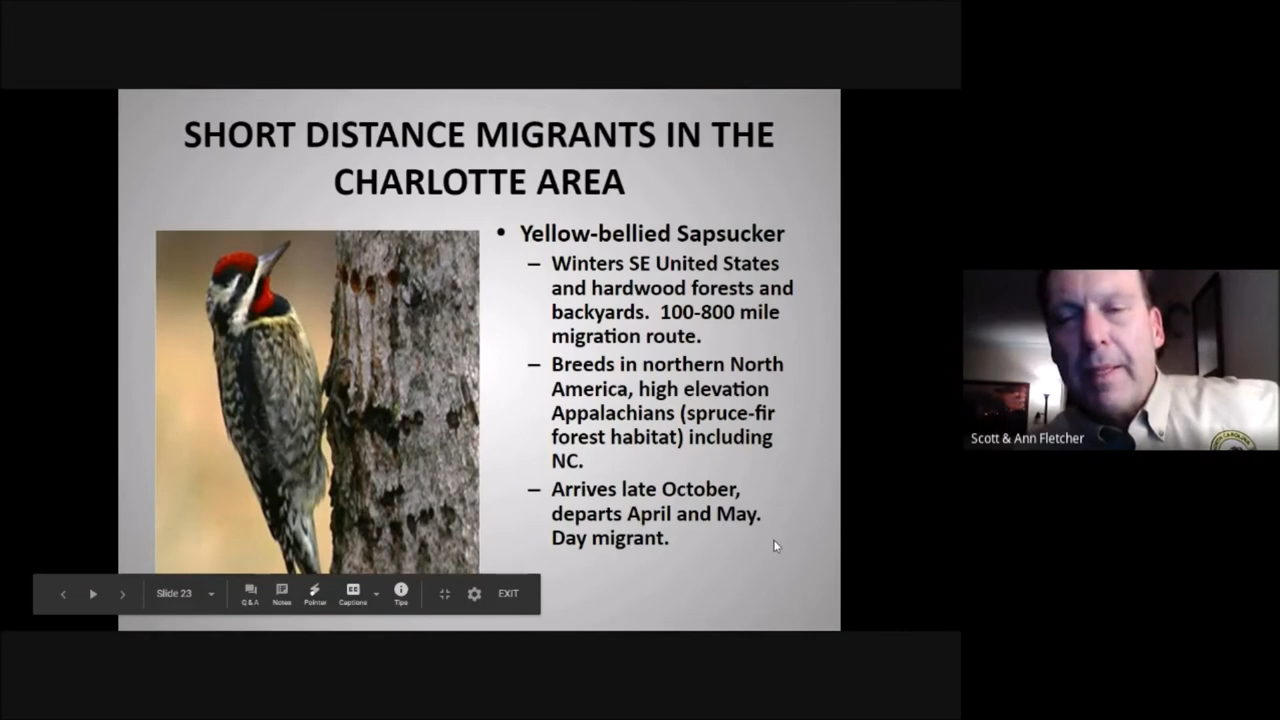 SHORT DISTANCE MIGRANTS IN THE
CHARLOTTE AREA
• Yellow-bellied Sapsucker
– Winters SE United States
and hardwood forests and
backyards. 100-800 mile
migration route.
– Breeds in northern North
America, high elevation
Appalachians (spruce-fir
forest habitat) including
NC.
– Arrives late October,
departs April and May.
Day migrant.
Slide 23
Q & A
Notes
Pointer
CC
Captions
Tips
EXIT
Scott & Ann Fletcher
NORTH CAROLINA